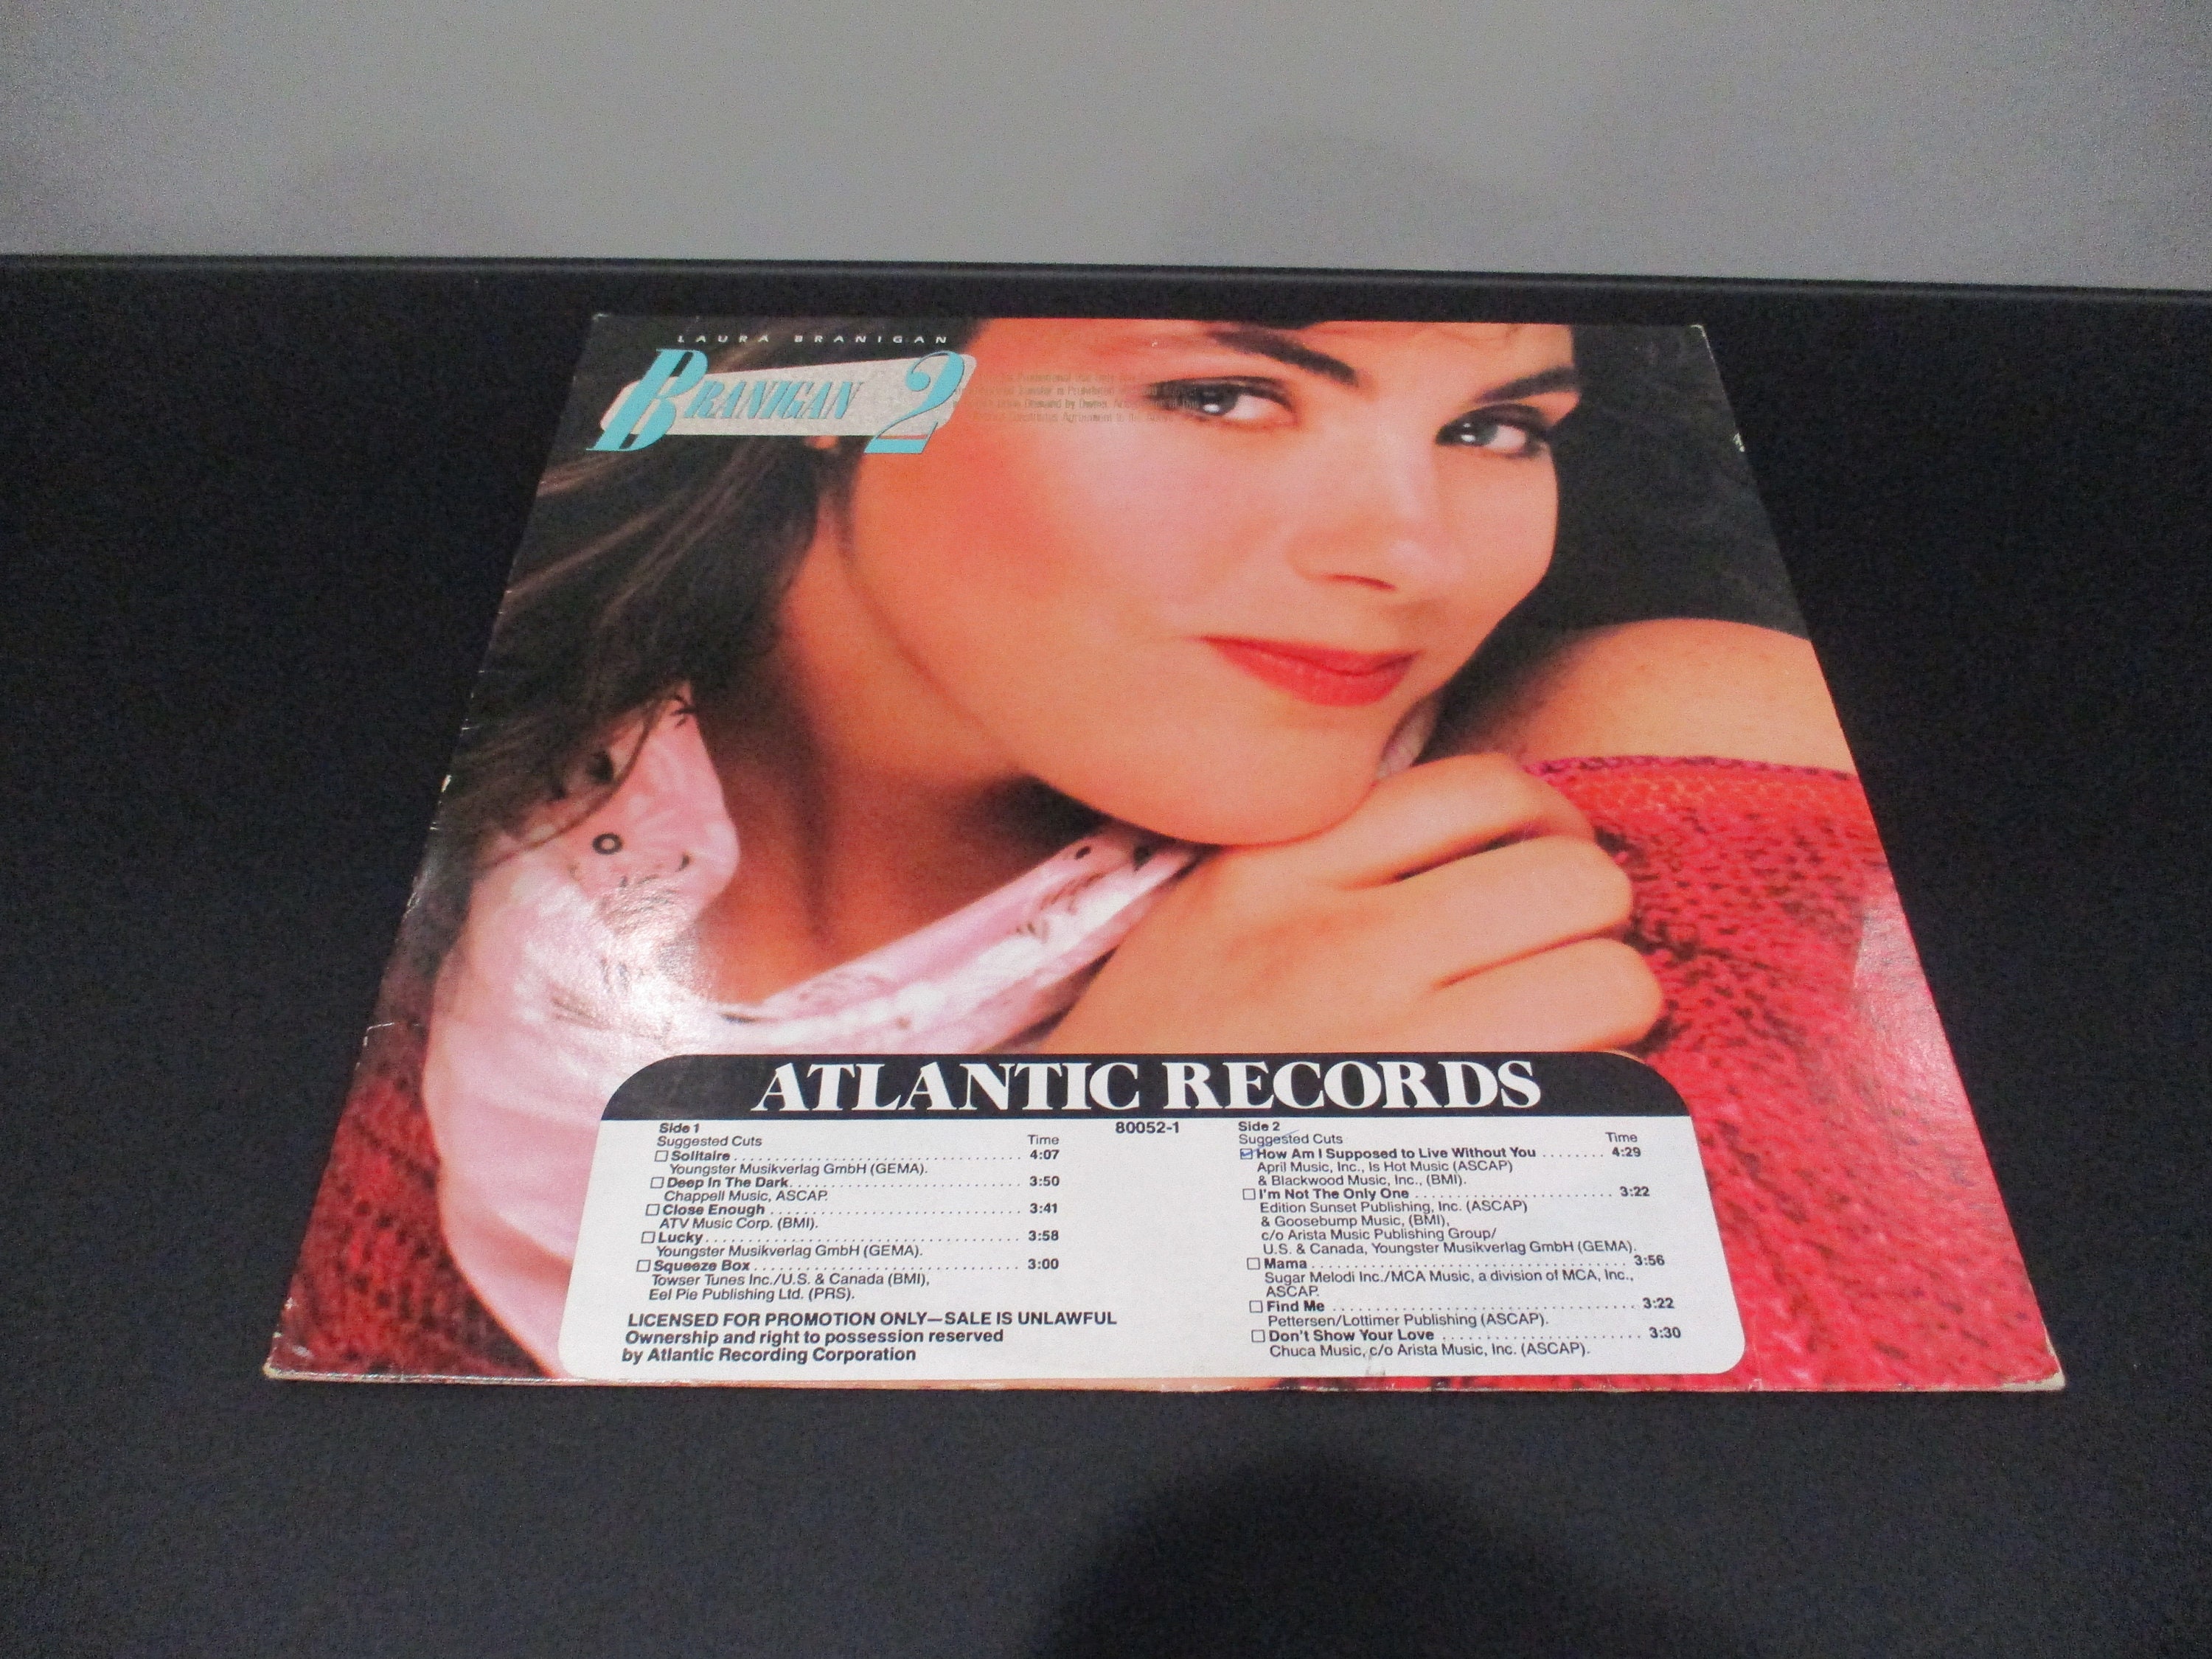 LAURA BRANIGAN
BRANIGAN 2
ATLANTIC RECORDS
80052-1
Side 1
Suggested Cuts Time
Solitaire 4:07
Youngster Musikverlag GmbH (GEMA).
Deep In The Dark 3:50
Chappell Music, ASCAP.
Close Enough 3:41
ATV Music Corp. (BMI).
Lucky 3:58
Youngster Musikverlag GmbH (GEMA).
Squeeze Box 3:00
Towser Tunes Inc./U.S. & Canada (BMI),
Eel Pie Publishing Ltd. (PRS).
LICENSED FOR PROMOTION ONLY—SALE IS UNLAWFUL
Ownership and right to possession reserved
by Atlantic Recording Corporation
Side 2
Suggested Cuts Time
How Am I Supposed to Live Without You 4:29
April Music, Inc., Is Hot Music (ASCAP)
& Blackwood Music, Inc., (BMI).
I'm Not The Only One 3:22
Edition Sunset Publishing, Inc. (ASCAP)
& Goosebump Music, (BMI),
c/o Arista Music Publishing Group/
U.S. & Canada, Youngster Musikverlag GmbH (GEMA).
Mama 3:56
Sugar Melodi Inc./MCA Music, a division of MCA, Inc.,
ASCAP.
Find Me 3:22
Pettersen/Lottimer Publishing (ASCAP).
Don't Show Your Love 3:30
Chuca Music, c/o Arista Music, Inc. (ASCAP).